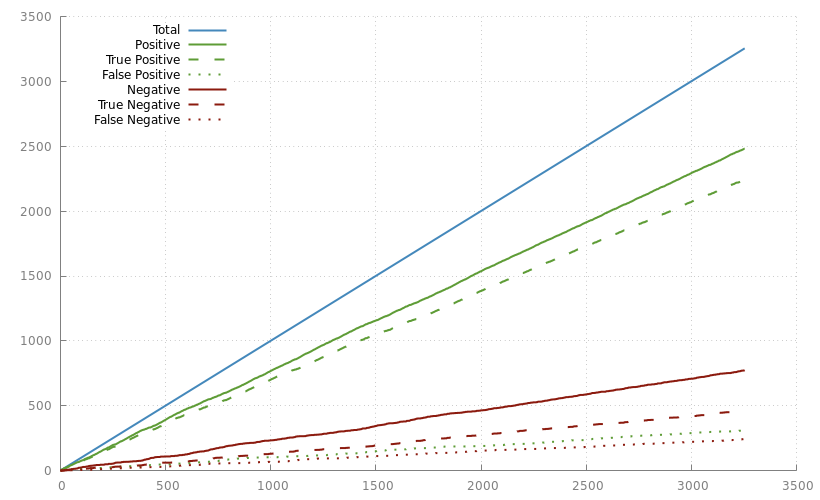 3500
3000
2500
2000
1500
1000
500
0
Total
Positive
True Positive
False Positive
Negative
True Negative
False Negative
0 500 1000 1500 2000 2500 3000 3500